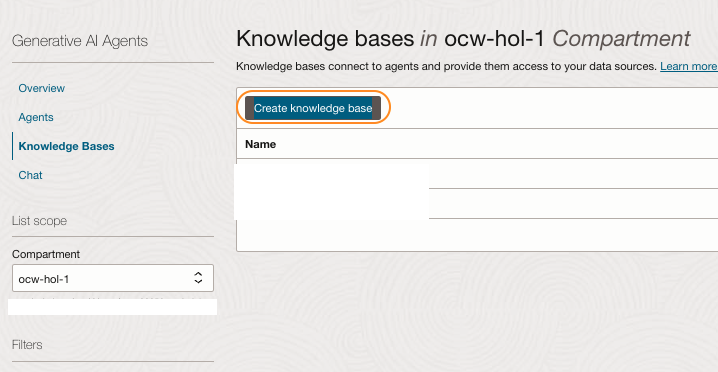 Generative AI Agents
Overview
Agents
Knowledge Bases
Chat
List scope
Compartment
ocw-hol-1
Filters
Knowledge bases in ocw-hol-1 Compartment
Knowledge bases connect to agents and provide them access to your data sources. Learn more
Create knowledge base
Name